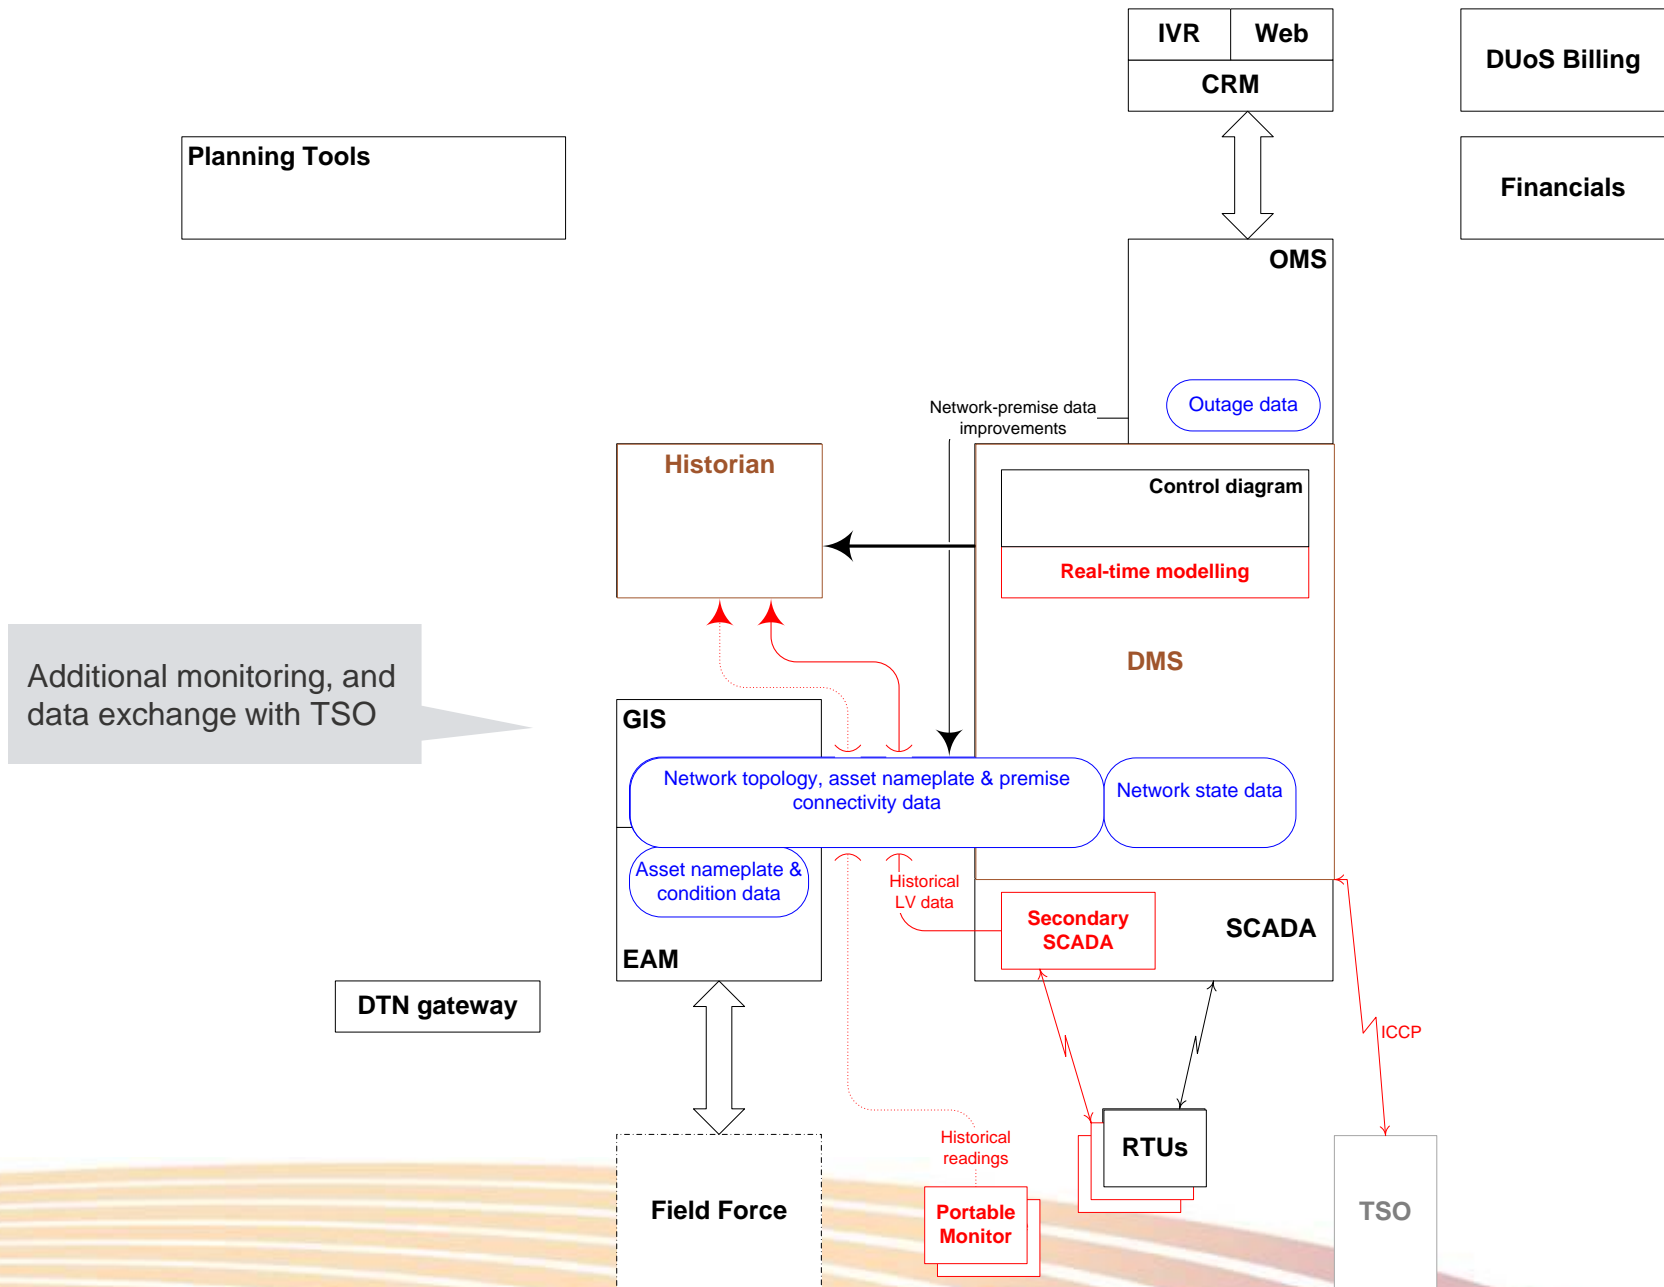 IVR
Web
CRM
DUoS Billing
Planning Tools
Financials
OMS
Outage data
Network-premise data
improvements
Historian
Control diagram
Real-time modelling
DMS
Additional monitoring, and
data exchange with TSO
GIS
Network topology, asset nameplate & premise
connectivity data
Network state data
Asset nameplate &
condition data
Historical
LV data
Secondary
SCADA
SCADA
EAM
DTN gateway
ICCP
Historical
readings
RTUs
Field Force
Portable
Monitor
TSO